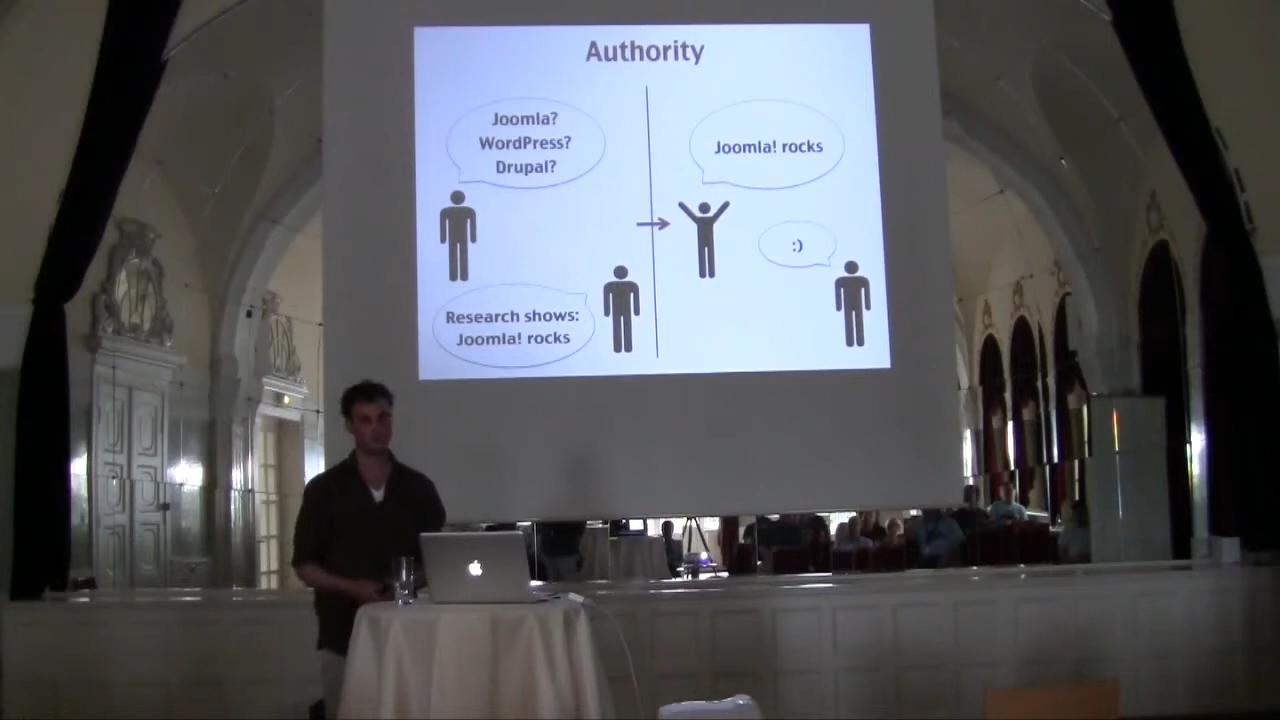 Authority
Joomla?
WordPress?
Drupal?
Research shows:
Joomla! rocks
Joomla! rocks
:)